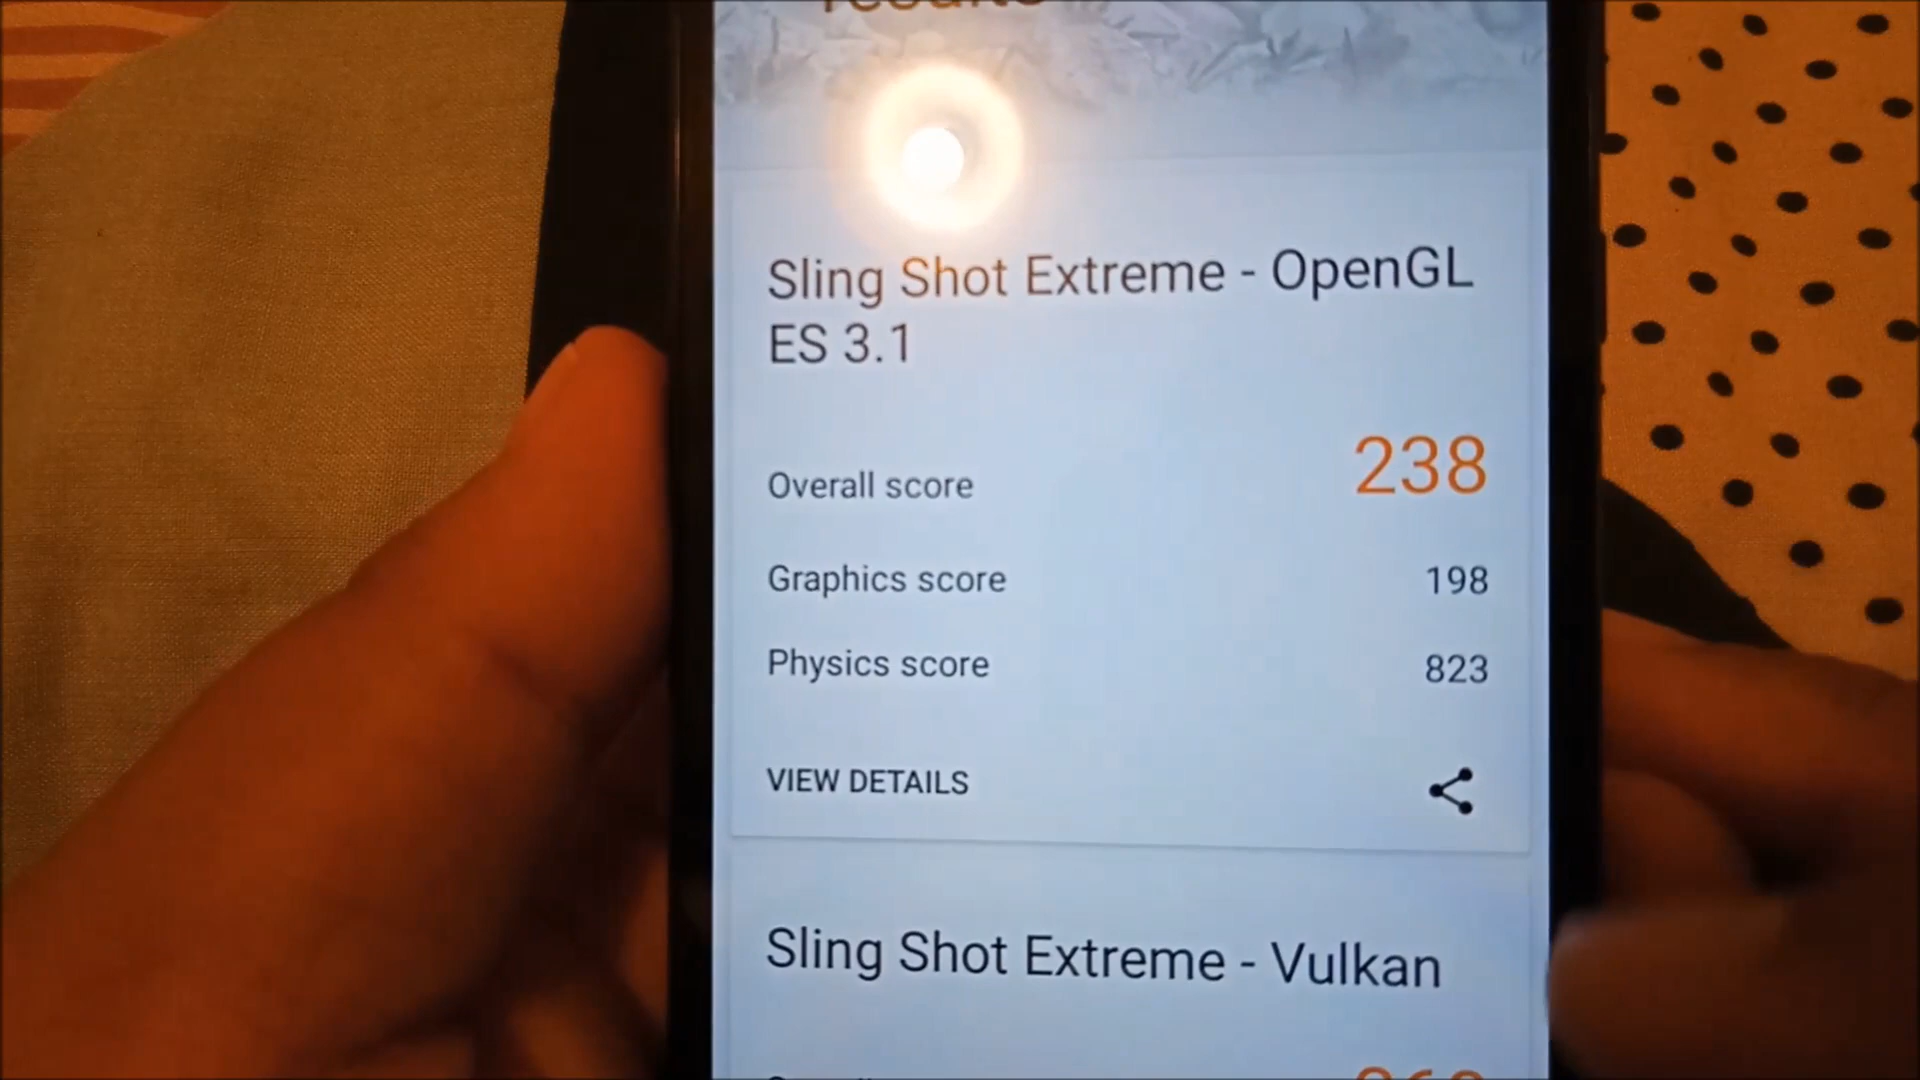 results
Sling Shot Extreme - OpenGL
ES 3.1
Overall score 238
Graphics score 198
Physics score 823
VIEW DETAILS
Sling Shot Extreme - Vulkan